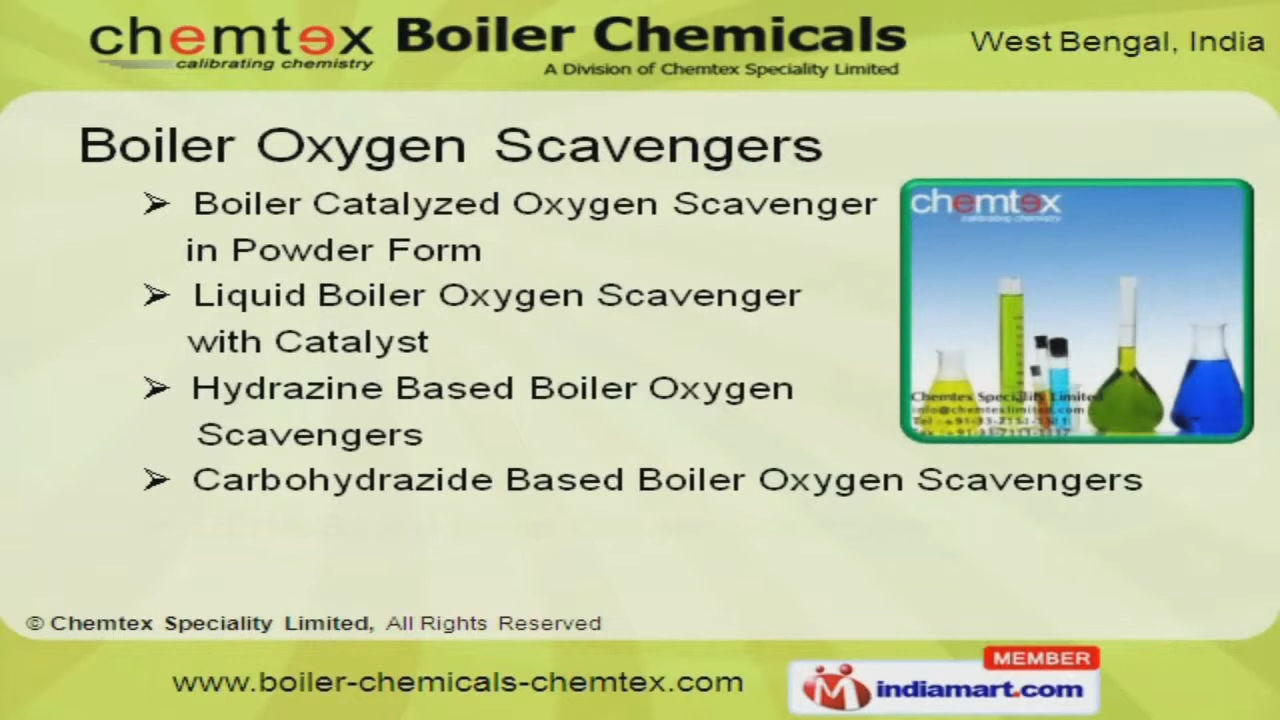 chemtex Boiler Chemicals
calibrating chemistry
A Division of Chemtex Speciality Limited
West Bengal, India
Boiler Oxygen Scavengers
➢ Boiler Catalyzed Oxygen Scavenger
in Powder Form
➢ Liquid Boiler Oxygen Scavenger
with Catalyst
➢ Hydrazine Based Boiler Oxygen
Scavengers
➢ Carbohydrazide Based Boiler Oxygen Scavengers
chemtex
calibrating chemistry
Chemtex Speciality Limited
info@chemtexlimited.com
© Chemtex Speciality Limited, All Rights Reserved
www.boiler-chemicals-chemtex.com
MEMBER
indiamart.com